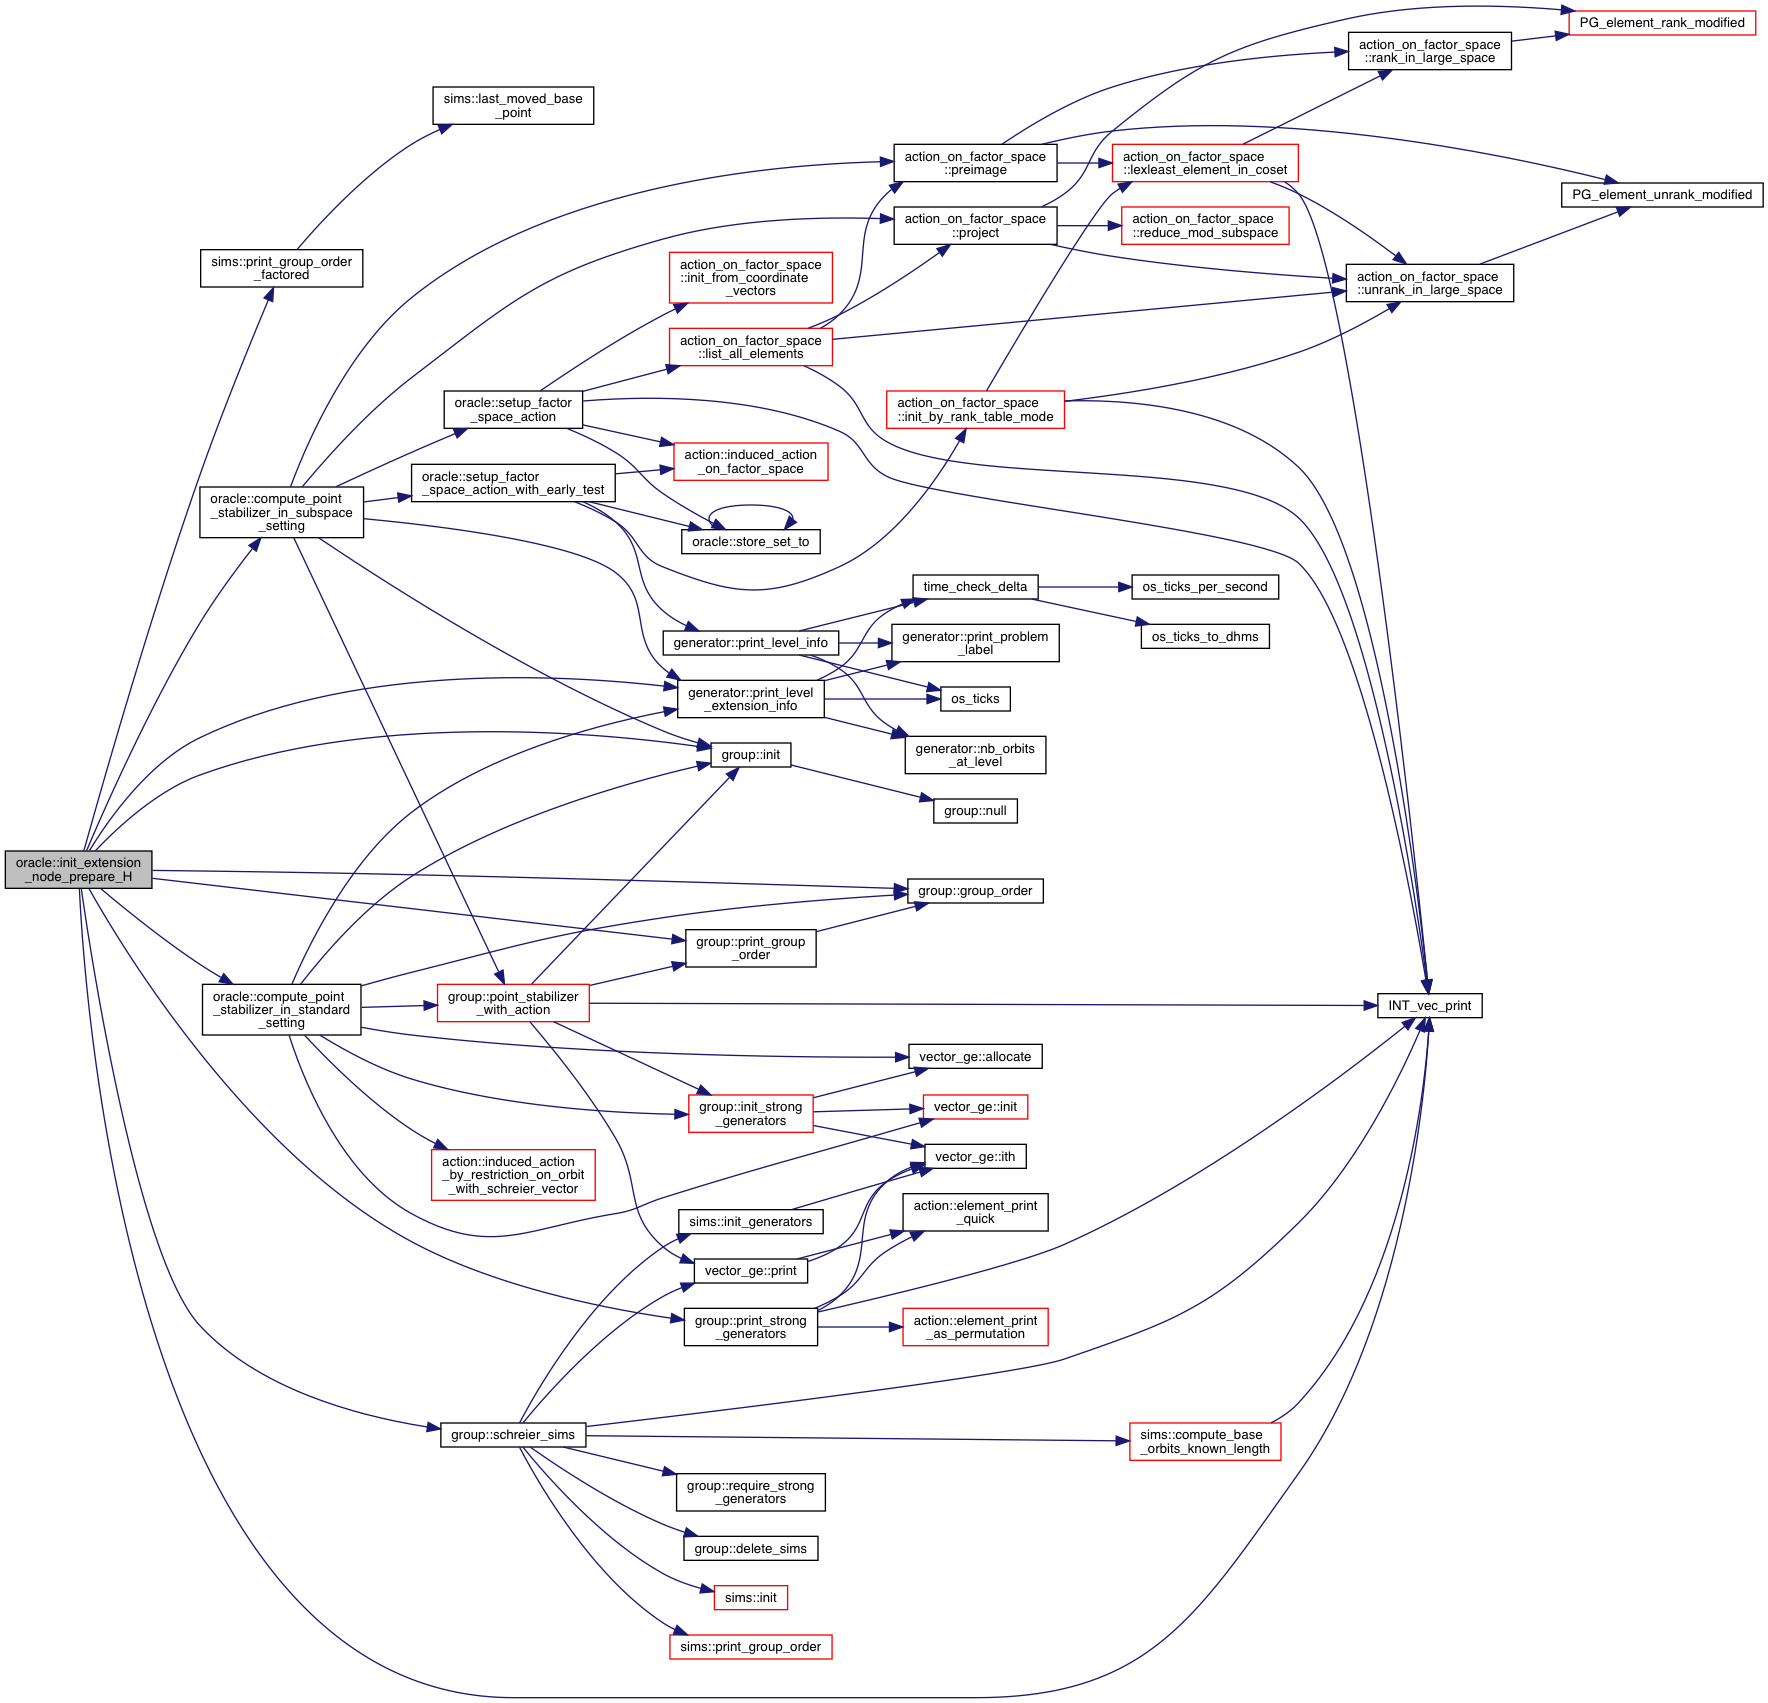 oracle::init_extension
_node_prepare_H
sims::print_group_order
_factored
sims::last_moved_base
_point
oracle::compute_point
_stabilizer_in_subspace
_setting
oracle::compute_point
_stabilizer_in_standard
_setting
oracle::setup_factor
_space_action
oracle::setup_factor
_space_action_with_early_test
group::point_stabilizer
_with_action
action::induced_action
_by_restriction_on_orbit
_with_schreier_vector
group::schreier_sims
action_on_factor_space
::init_from_coordinate
_vectors
action_on_factor_space
::list_all_elements
action::induced_action
_on_factor_space
oracle::store_set_to
generator::print_level_info
generator::print_level
_extension_info
group::init
group::print_group
_order
group::init_strong
_generators
sims::init_generators
vector_ge::print
group::print_strong
_generators
group::require_strong
_generators
group::delete_sims
sims::init
sims::print_group_order
action_on_factor_space
::preimage
action_on_factor_space
::project
action_on_factor_space
::init_by_rank_table_mode
time_check_delta
generator::print_problem
_label
os_ticks
generator::nb_orbits
_at_level
group::null
group::group_order
vector_ge::allocate
vector_ge::init
vector_ge::ith
action::element_print
_quick
action::element_print
_as_permutation
action_on_factor_space
::lexleast_element_in_coset
action_on_factor_space
::reduce_mod_subspace
os_ticks_per_second
os_ticks_to_dhms
sims::compute_base
_orbits_known_length
action_on_factor_space
::rank_in_large_space
action_on_factor_space
::unrank_in_large_space
INT_vec_print
PG_element_rank_modified
PG_element_unrank_modified